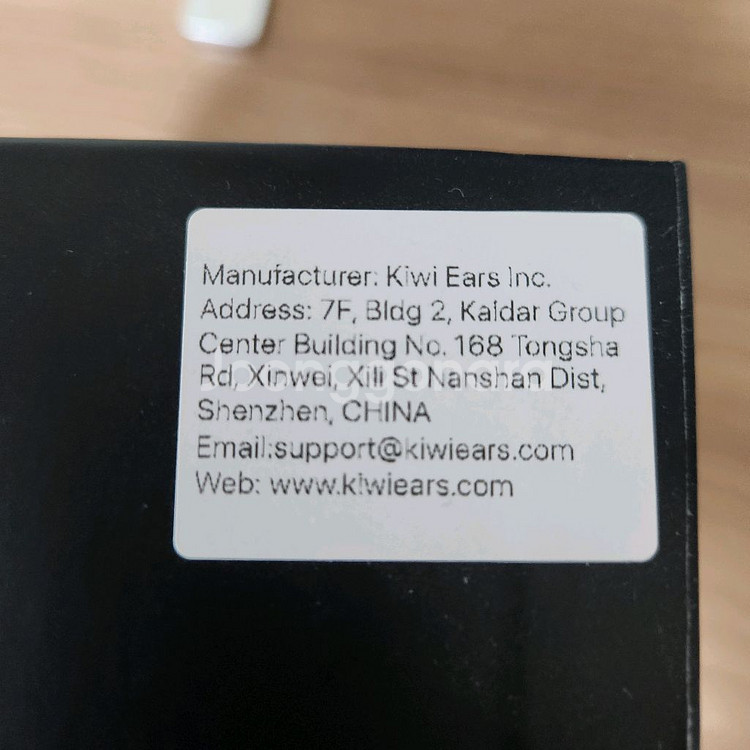 Manufacturer: Kiwi Ears Inc.
Address: 7F, Bldg 2, Kaidar Group
Center Building No. 168 Tongsha
Rd, Xinwei, Xili St Nanshan Dist,
Shenzhen, CHINA
Email:support@kiwiears.com
Web: www.kiwiears.com